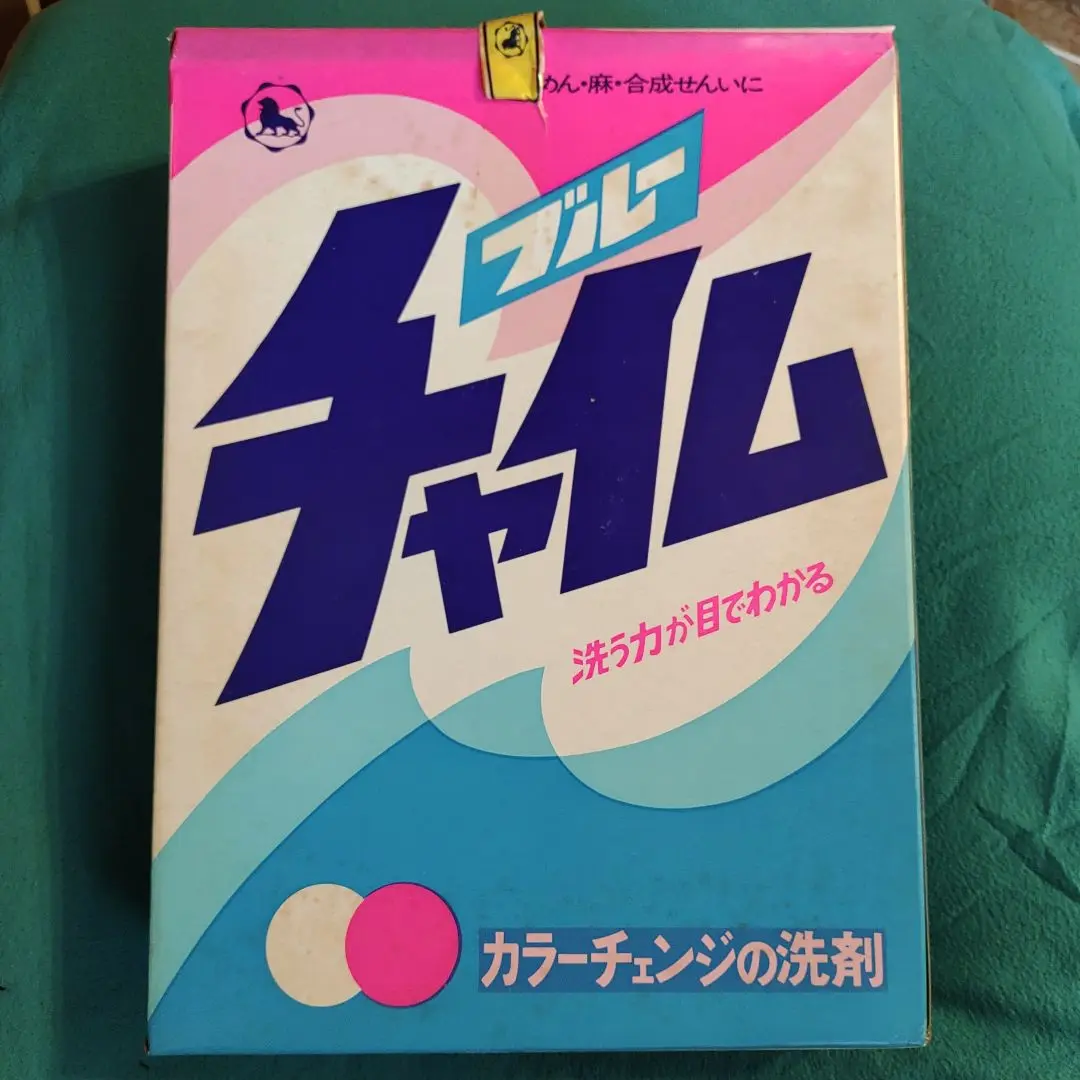 めん・麻・合成せんいに
ブルー
チャイム
洗う力が目でわかる
カラーチェンジの洗剤